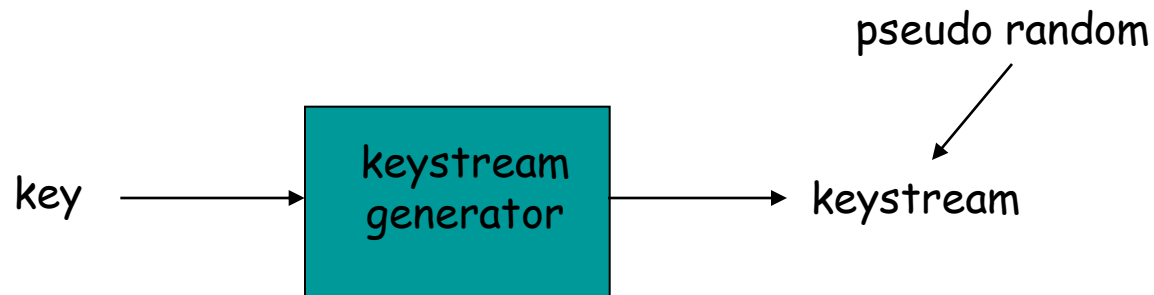 pseudo random
key
keystream
generator
keystream